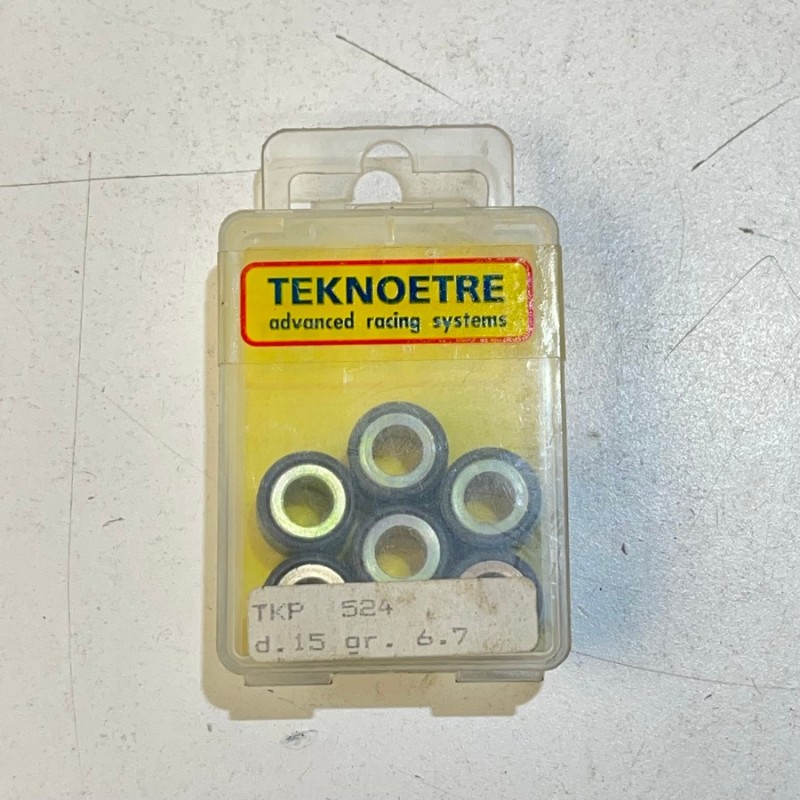 TEKNOETRE
advanced racing systems
TKP 524
d.15 gr. 6.7